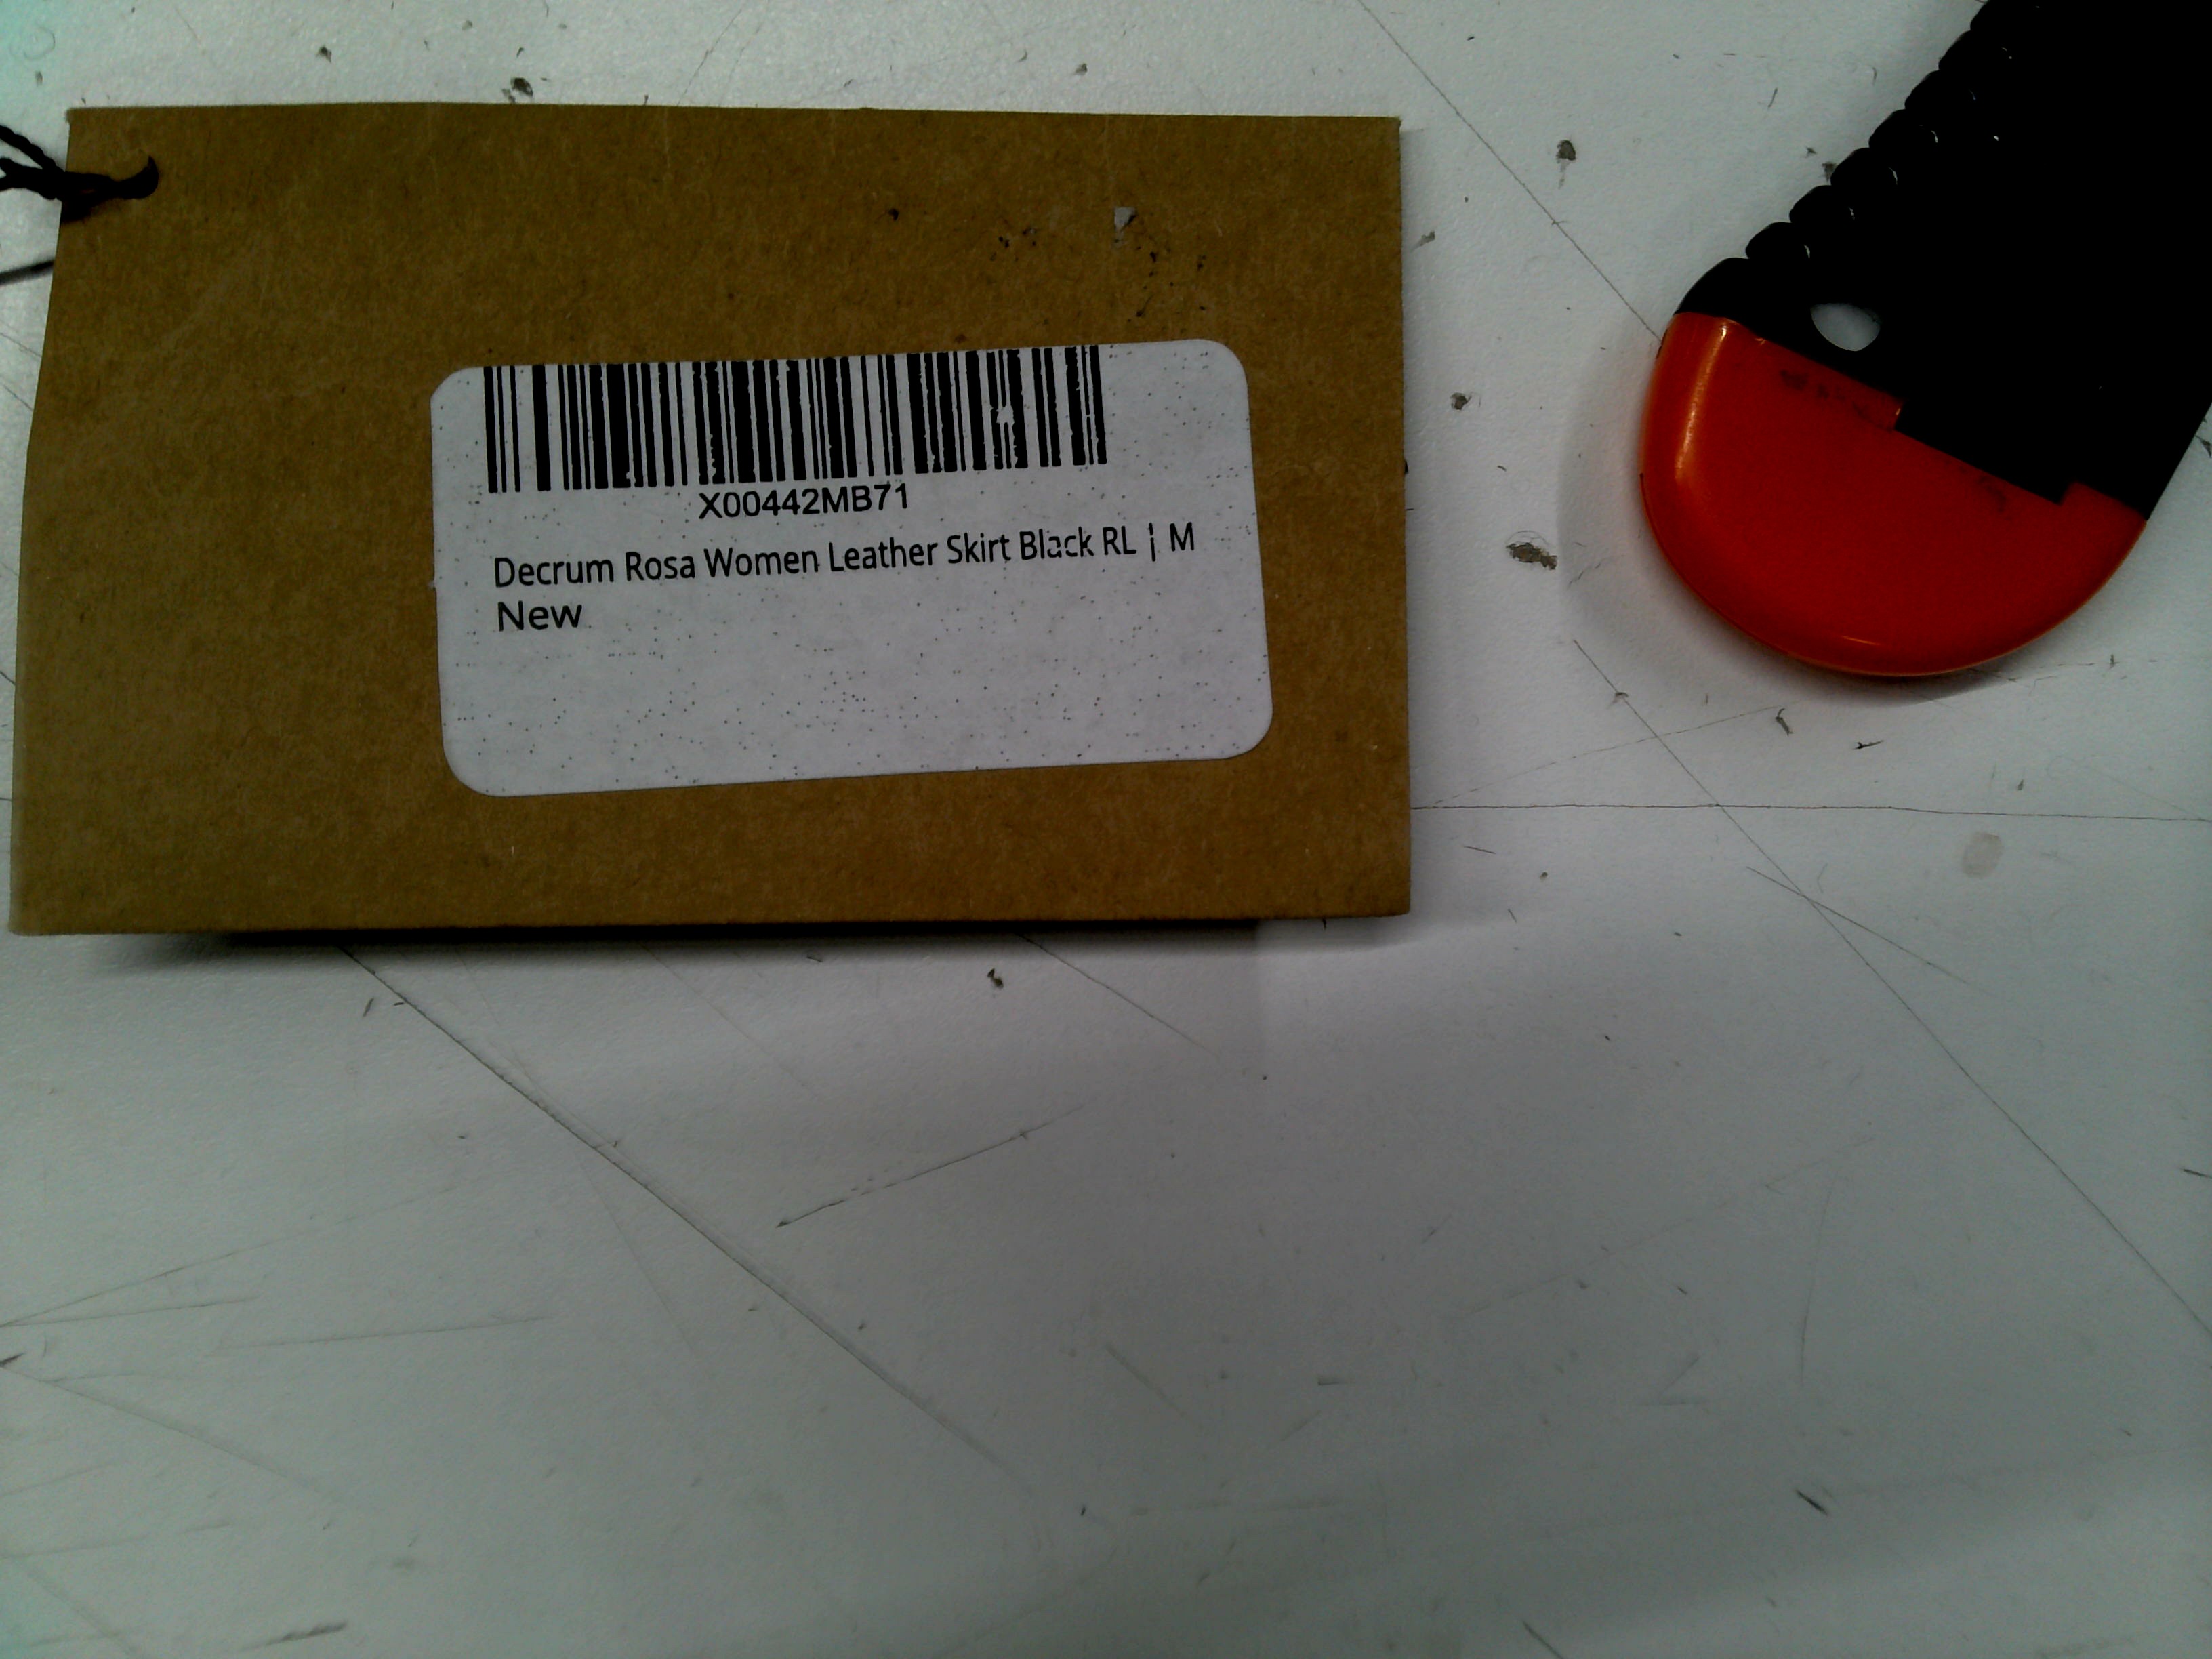 X00442MB71
Decrum Rosa Women Leather Skirt Black RL | M
New